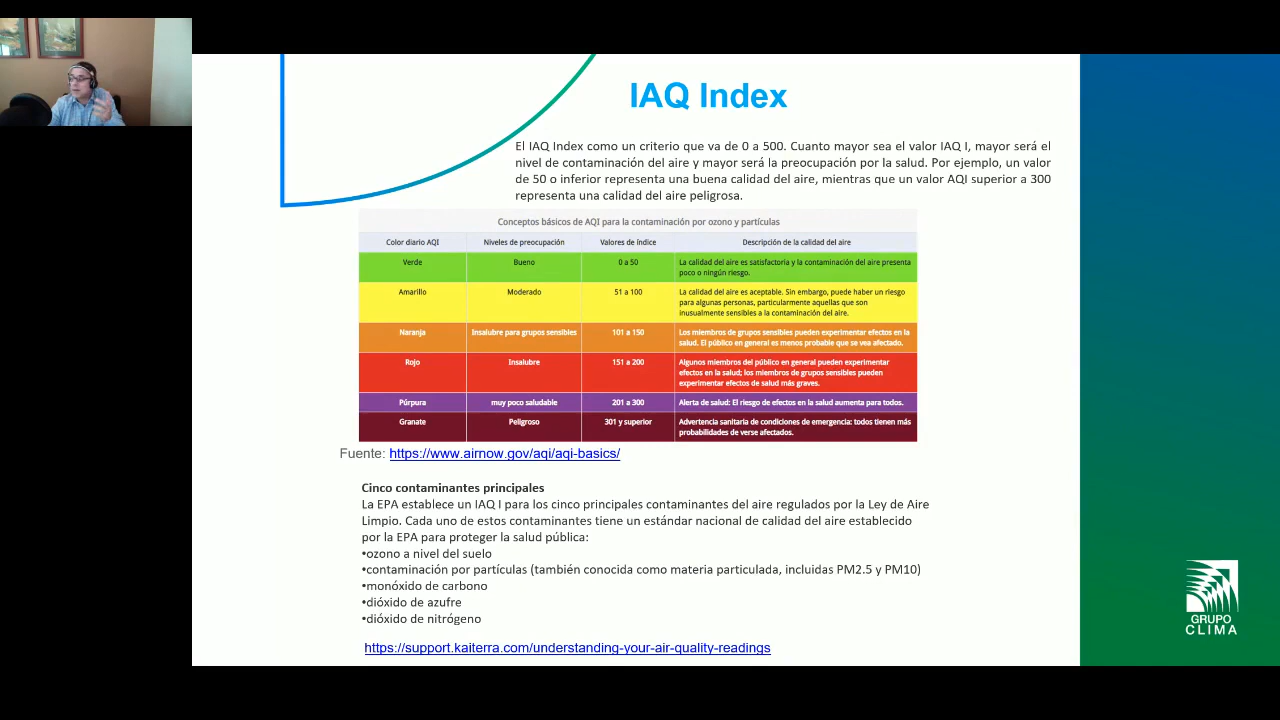 IAQ Index
El IAQ Index como un criterio que va de 0 a 500. Cuanto mayor sea el valor IAQ I, mayor será el
nivel de contaminación del aire y mayor será la preocupación por la salud. Por ejemplo, un valor
de 50 o inferior representa una buena calidad del aire, mientras que un valor AQI superior a 300
representa una calidad del aire peligrosa.
Conceptos básicos de AQI para la contaminación por ozono y partículas
Color diario AQI Niveles de preocupación Valores de índice Descripción de la calidad del aire
Verde Bueno 0 a 50 La calidad del aire es satisfactoria y la contaminación del aire presenta
poco o ningún riesgo.
Amarillo Moderado 51 a 100 La calidad del aire es aceptable. Sin embargo, puede haber un riesgo
para algunas personas, particularmente aquellas que son
inusualmente sensibles a la contaminación del aire.
Naranja Insalubre para grupos sensibles 101 a 150 Los miembros de grupos sensibles pueden experimentar efectos en la
salud. El público en general es menos probable que se vea afectado.
Rojo Insalubre 151 a 200 Algunos miembros del público en general pueden experimentar
efectos en la salud; los miembros de grupos sensibles pueden
experimentar efectos de salud más graves.
Púrpura muy poco saludable 201 a 300 Alerta de salud: El riesgo de efectos en la salud aumenta para todos.
Granate Peligroso 301 y superior Advertencia sanitaria de condiciones de emergencia: todos tienen más
probabilidades de verse afectados.
Fuente: https://www.airnow.gov/aqi/aqi-basics/
Cinco contaminantes principales
La EPA establece un IAQ I para los cinco principales contaminantes del aire regulados por la Ley de Aire
Limpio. Cada uno de estos contaminantes tiene un estándar nacional de calidad del aire establecido
por la EPA para proteger la salud pública:
•ozono a nivel del suelo
•contaminación por partículas (también conocida como materia particulada, incluidas PM2.5 y PM10)
•monóxido de carbono
•dióxido de azufre
•dióxido de nitrógeno
https://support.kaiterra.com/understanding-your-air-quality-readings
GRUPO
CLIMA